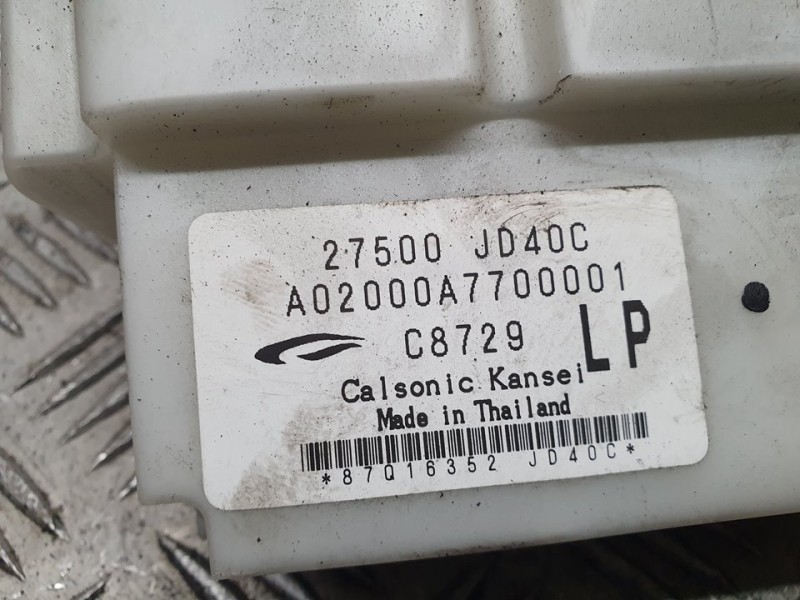 27500 JD40C
A02000A7700001
C8729 LP
Calsonic Kansei
Made in Thailand
*87Q16352 JD40C*